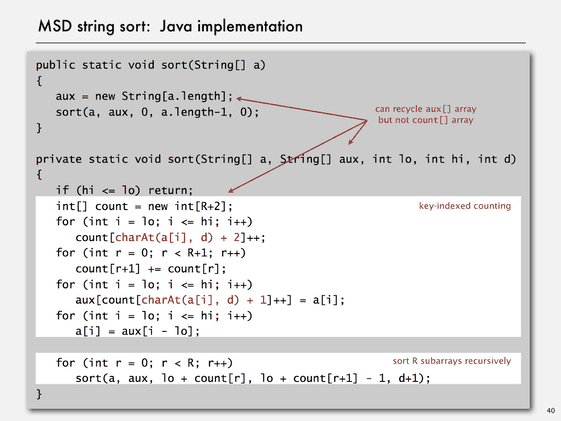 MSD string sort: Java implementation
public static void sort(String[] a)
{
aux = new String[a.length];
sort(a, aux, 0, a.length-1, 0);
}
can recycle aux[] array
but not count[] array
private static void sort(String[] a, String[] aux, int lo, int hi, int d)
{
if (hi <= lo) return;
int[] count = new int[R+2];
key-indexed counting
for (int i = lo; i <= hi; i++)
count[charAt(a[i], d) + 2]++;
for (int r = 0; r < R+1; r++)
count[r+1] += count[r];
for (int i = lo; i <= hi; i++)
aux[count[charAt(a[i], d) + 1]++] = a[i];
for (int i = lo; i <= hi; i++)
a[i] = aux[i - lo];
for (int r = 0; r < R; r++)
sort R subarrays recursively
sort(a, aux, lo + count[r], lo + count[r+1] - 1, d+1);
}
40